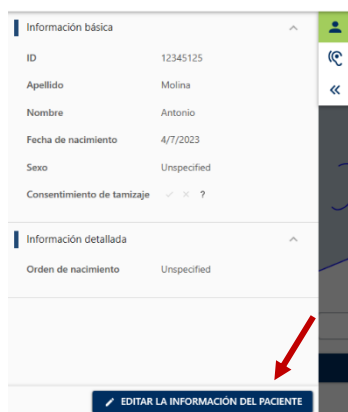 Información básica
ID 12345125
Apellido Molina
Nombre Antonio
Fecha de nacimiento 4/7/2023
Sexo Unspecified
Consentimiento de tamizaje ?
Información detallada
Orden de nacimiento Unspecified
EDITAR LA INFORMACIÓN DEL PACIENTE